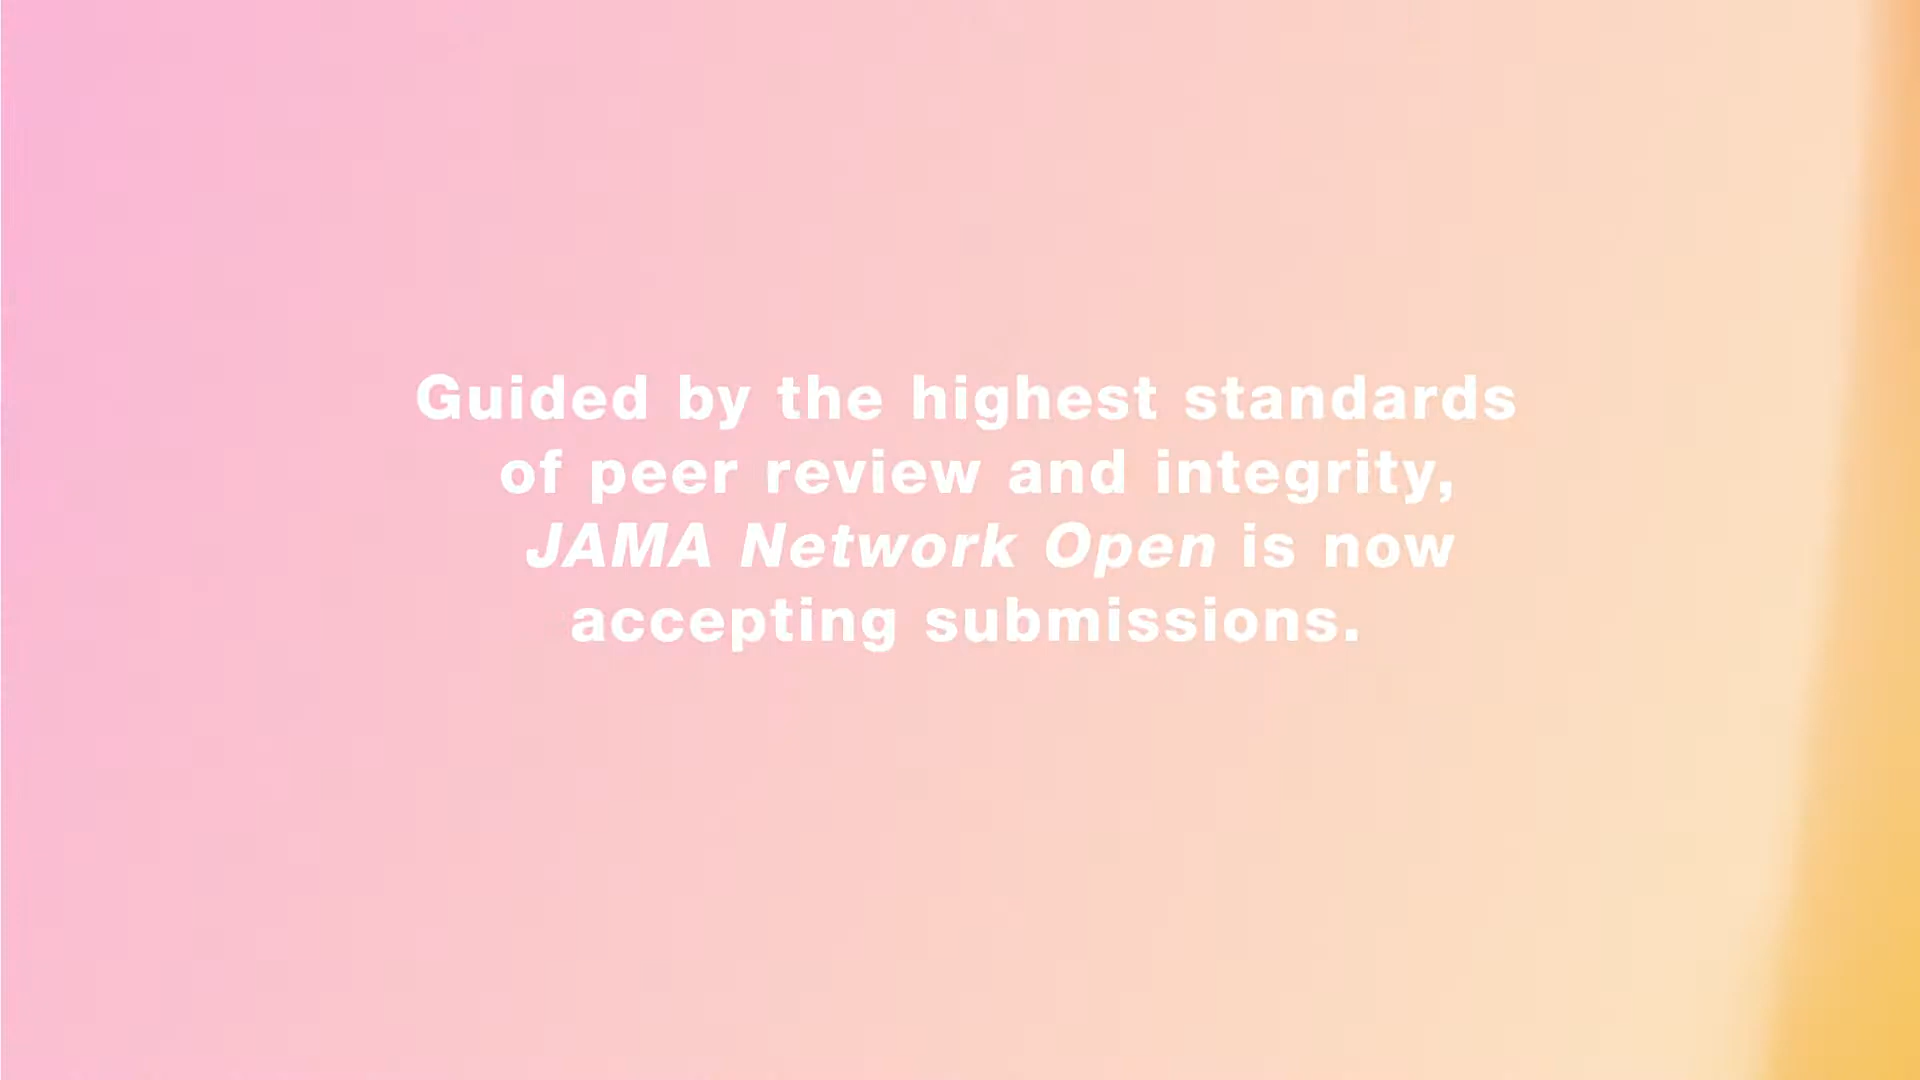 Guided by the highest standards
of peer review and integrity,
JAMA Network Open is now
accepting submissions.